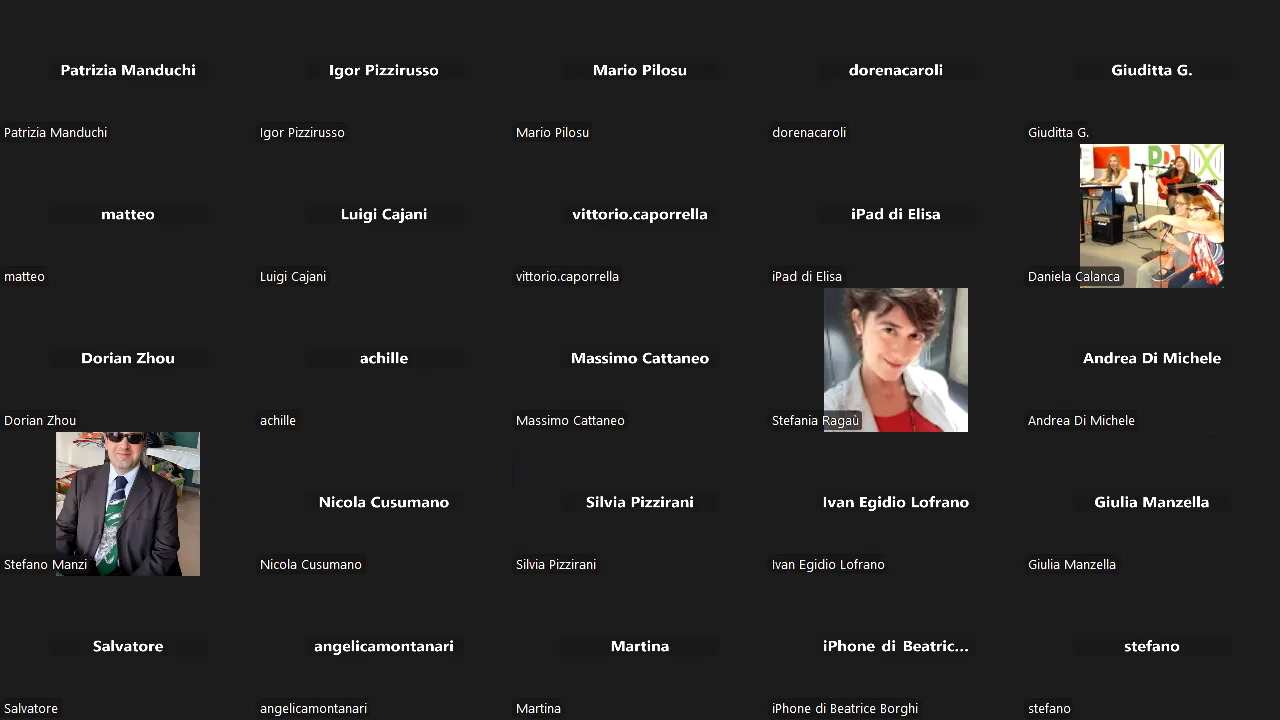 Patrizia Manduchi
Igor Pizzirusso
Mario Pilosu
dorenacaroli
Giuditta G.
Patrizia Manduchi
Igor Pizzirusso
Mario Pilosu
dorenacaroli
Giuditta G.
PD
matteo
Luigi Cajani
vittorio.caporrella
iPad di Elisa
matteo
Luigi Cajani
vittorio.caporrella
iPad di Elisa
Daniela Calanca
Dorian Zhou
achille
Massimo Cattaneo
Andrea Di Michele
Dorian Zhou
achille
Massimo Cattaneo
Stefania Ragaù
Andrea Di Michele
Nicola Cusumano
Silvia Pizzirani
Ivan Egidio Lofrano
Giulia Manzella
Stefano Manzi
Nicola Cusumano
Silvia Pizzirani
Ivan Egidio Lofrano
Giulia Manzella
Salvatore
angelicamontanari
Martina
iPhone di Beatric...
stefano
Salvatore
angelicamontanari
Martina
iPhone di Beatrice Borghi
stefano